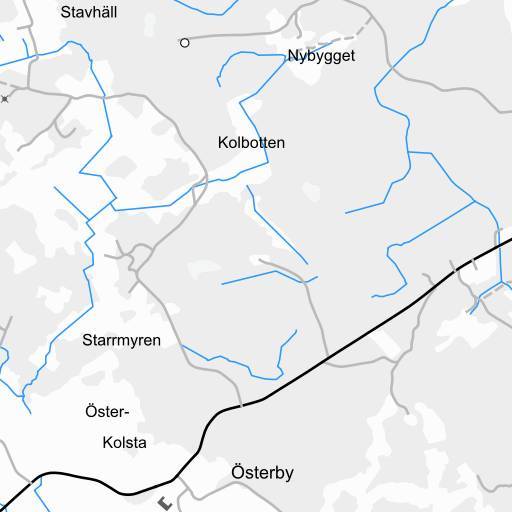 Stavhäll
Nybygget
Kolbotten
Starrmyren
Öster-
Kolsta
Österby